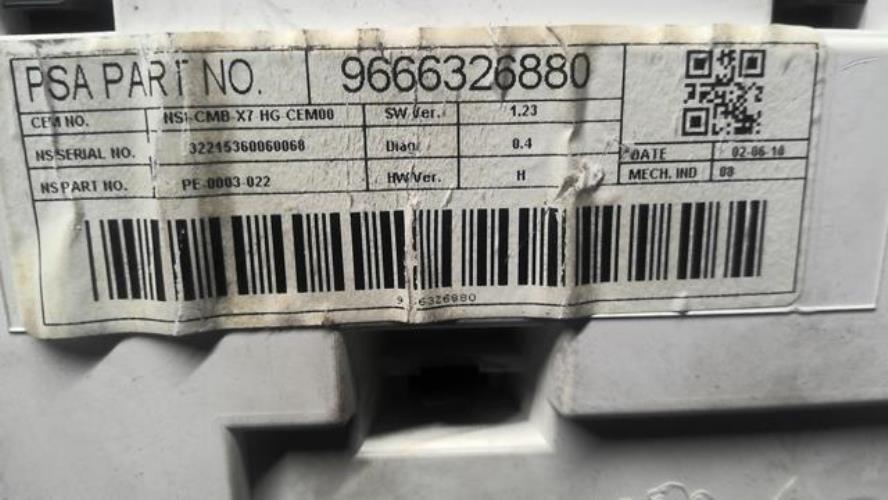 PSA PART NO. 9666326880
CEM NO. NSI-CMB-X7-HG-CEM00 SW Ver. 1.23
NS SERIAL NO. 32215360060068 Diag/ 0.4 DATE 02-06-10
NS PART NO. PE-0003-022 HW Ver. H MECH. IND 08
9666326880